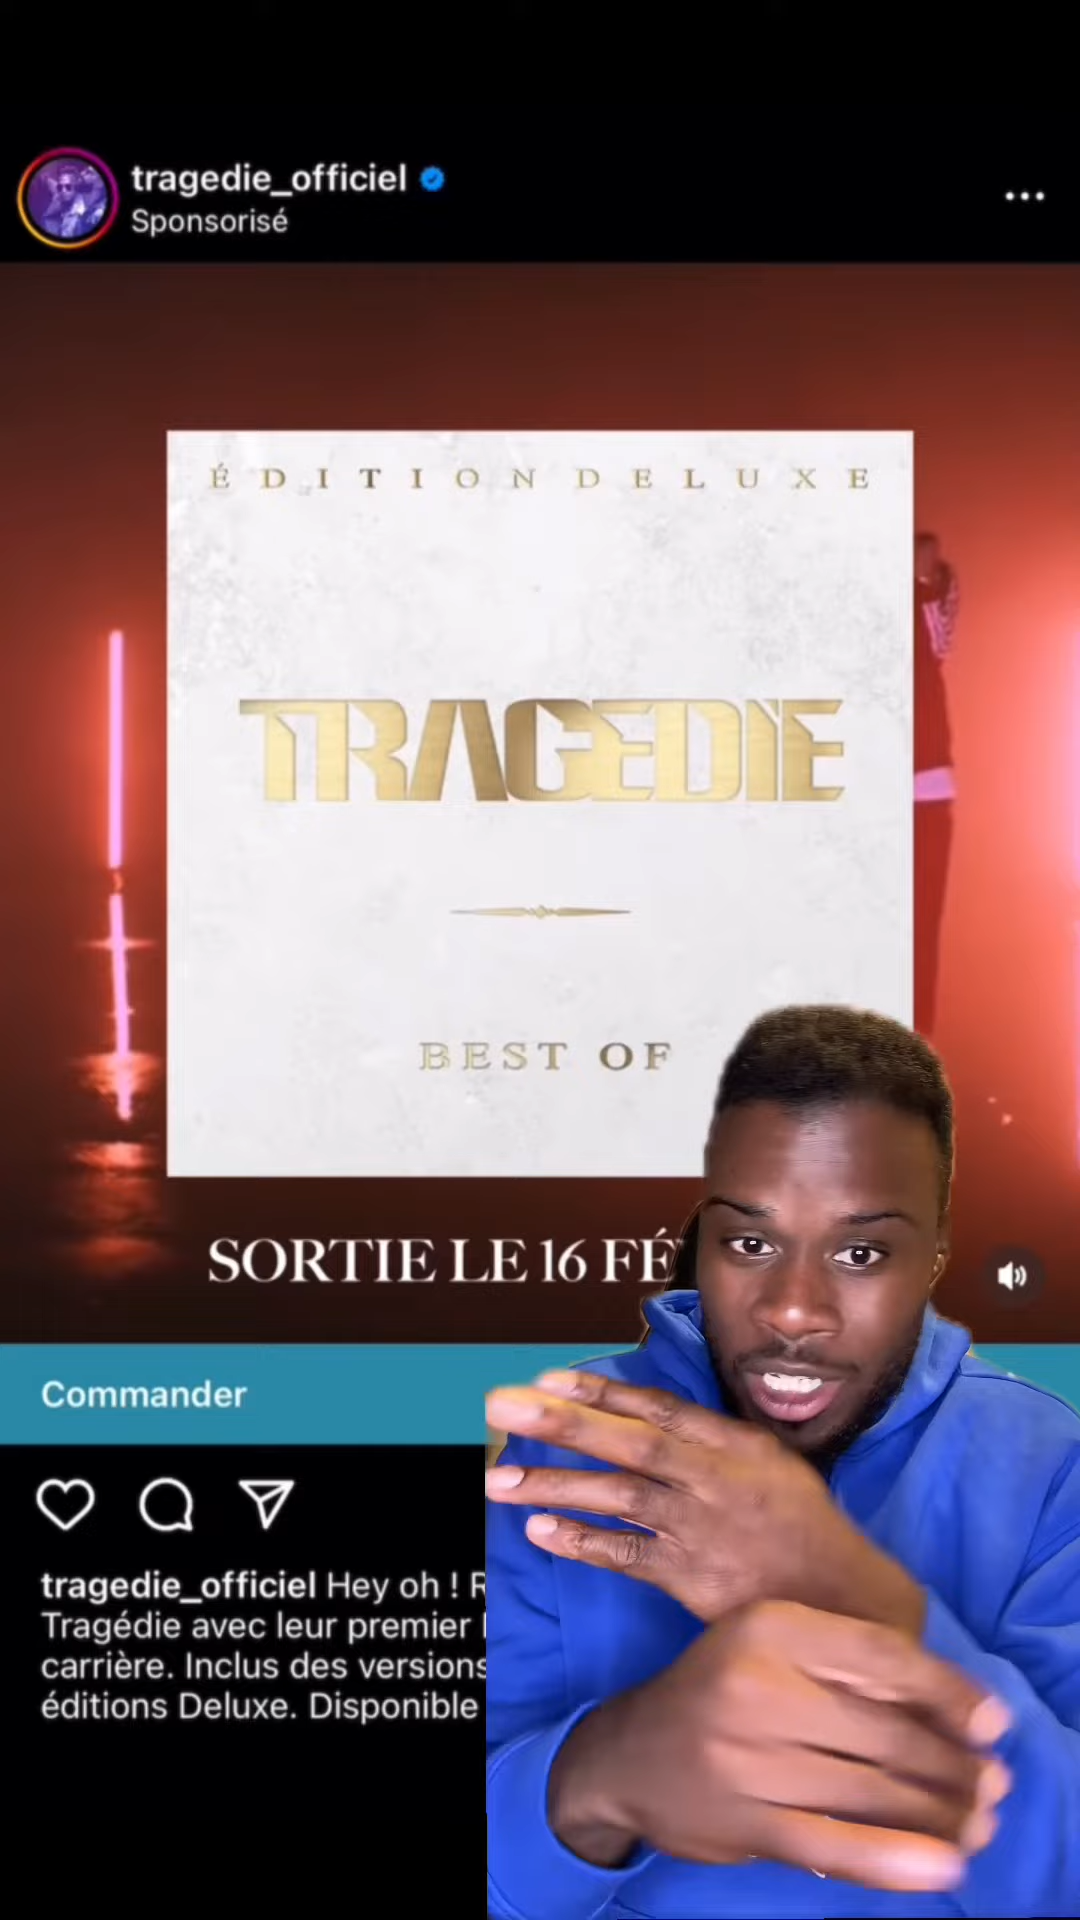 tragedie_officiel
Sponsorisé
ÉDITION DELUXE
TRAGEDIE
BEST OF
SORTIE LE 16
Commander
tragedie_officiel Hey oh !
Tragédie avec leur premier
carrière. Inclus des versions
éditions Deluxe. Disponible